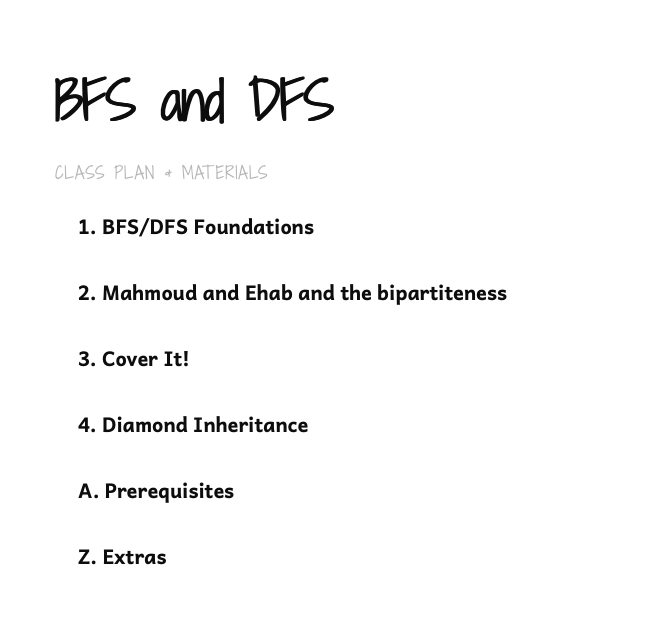 BFS and DFS
CLASS PLAN & MATERIALS
1. BFS/DFS Foundations
2. Mahmoud and Ehab and the bipartiteness
3. Cover It!
4. Diamond Inheritance
A. Prerequisites
Z. Extras